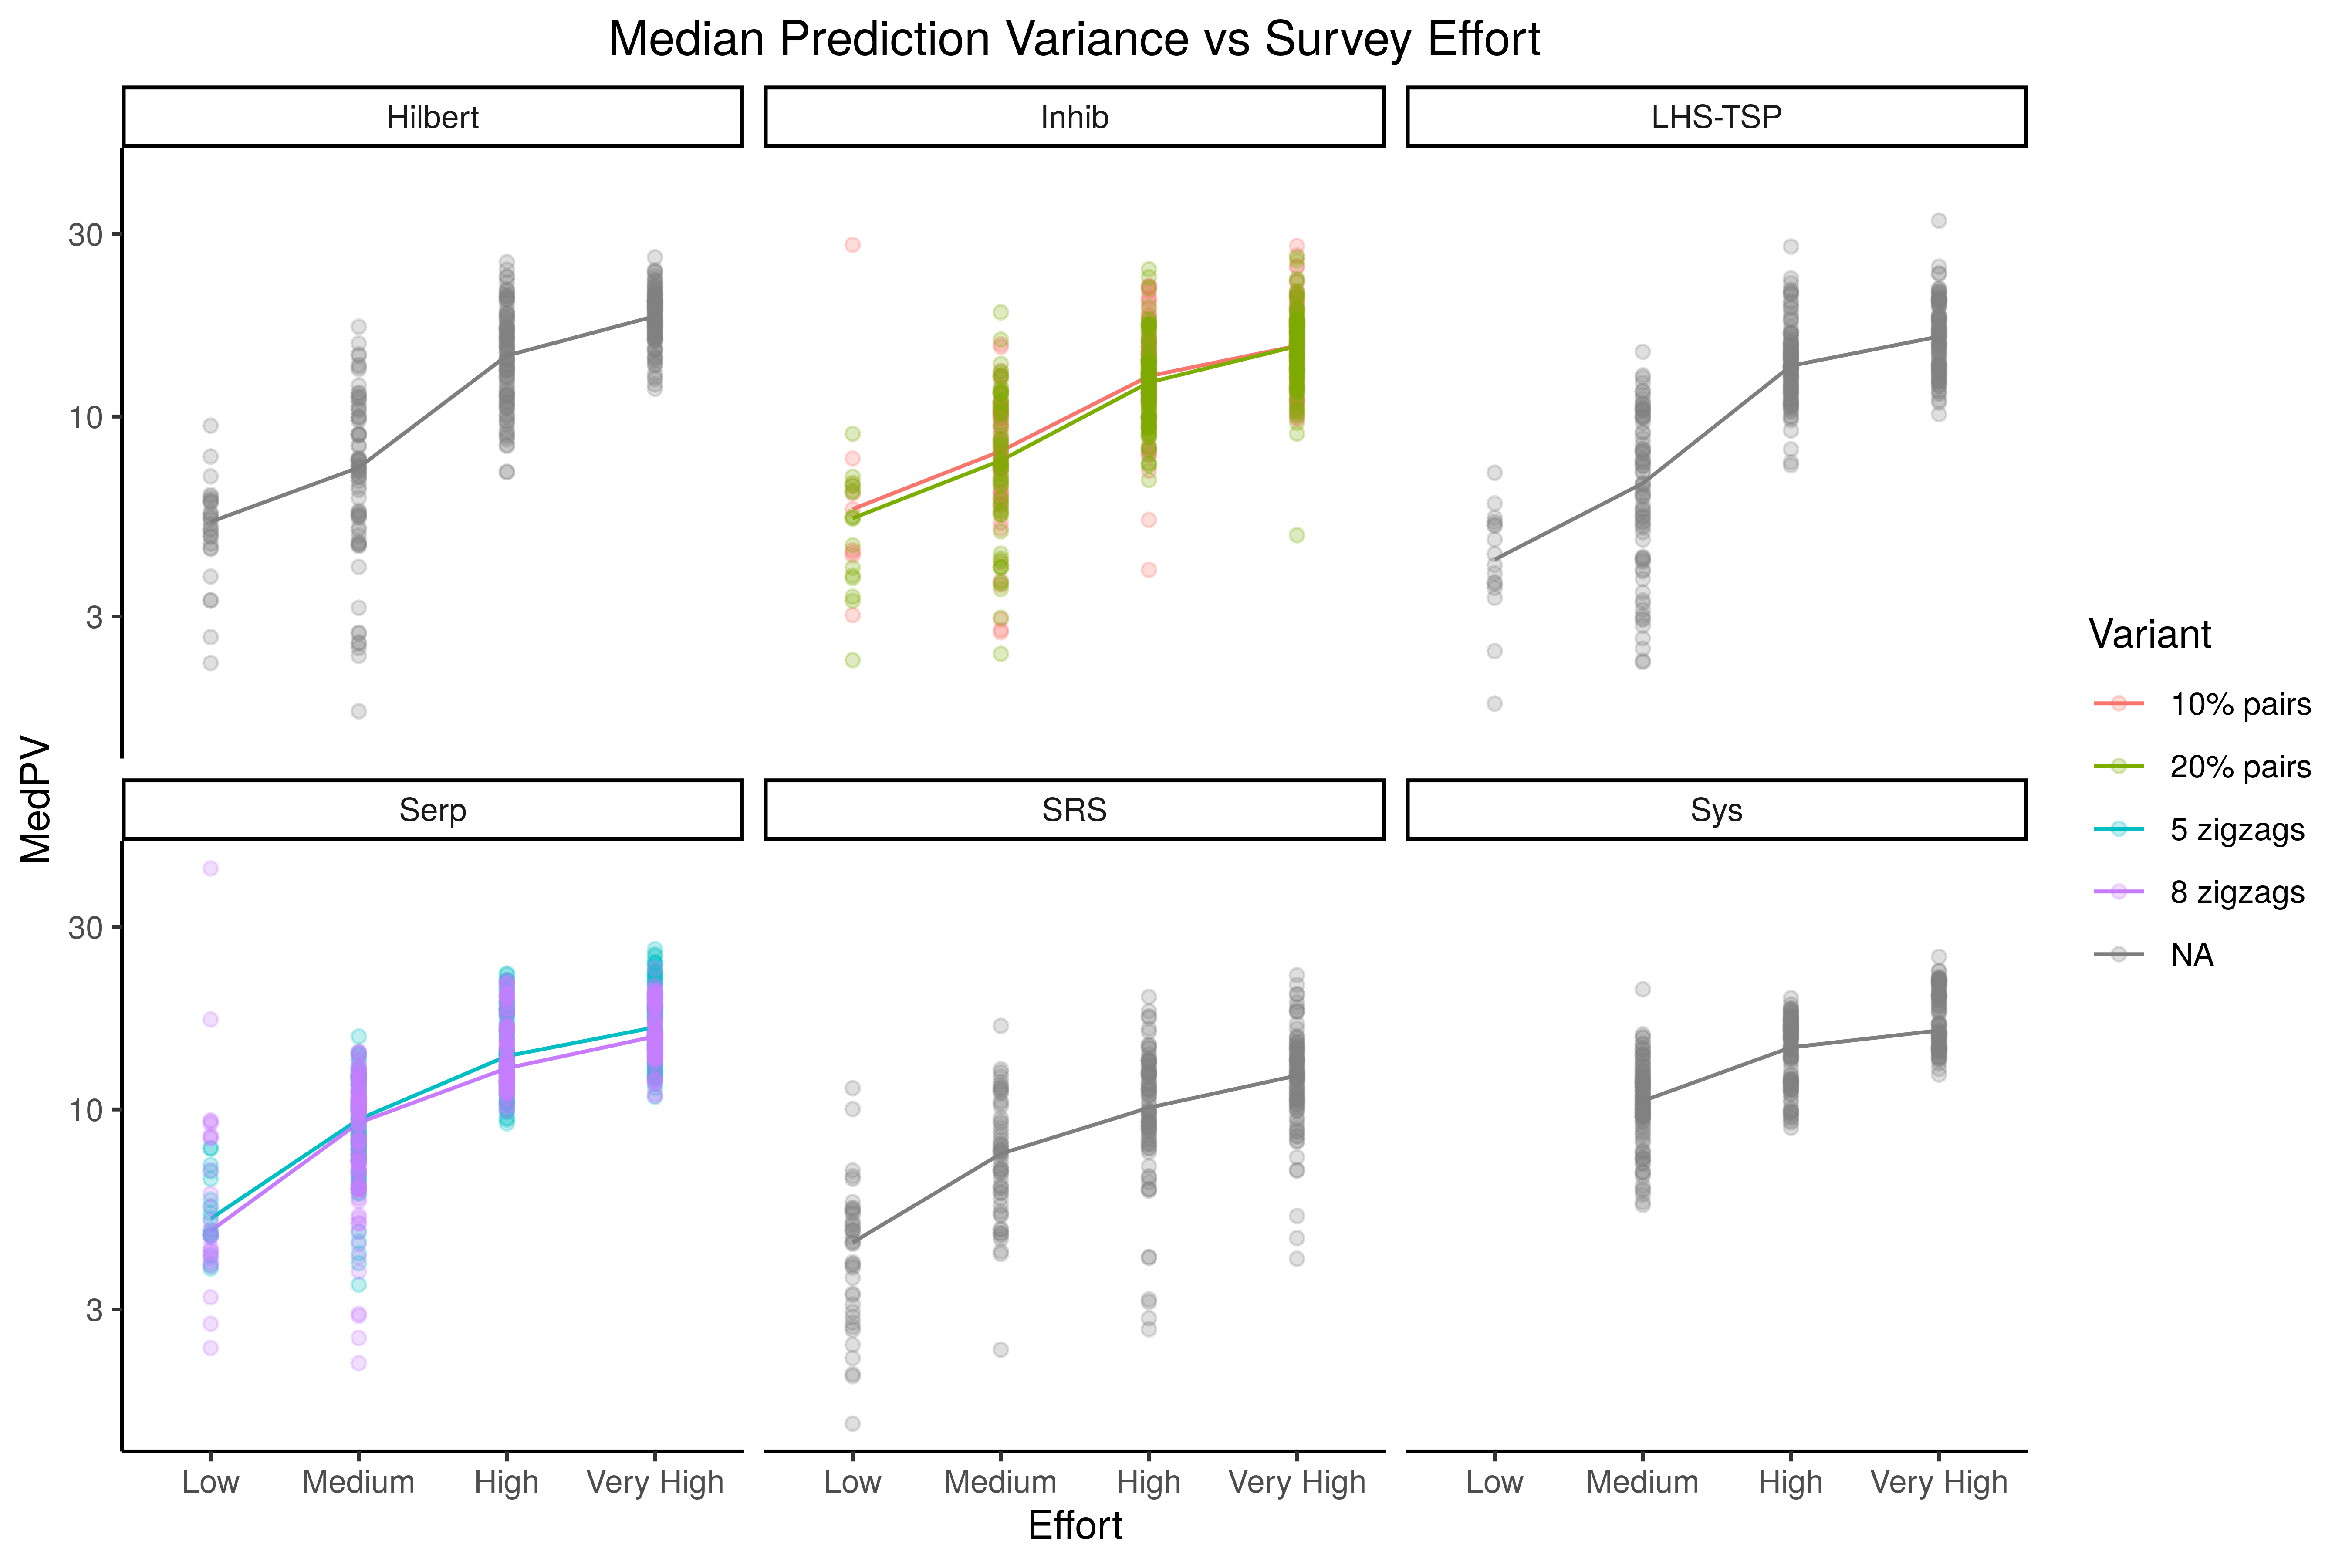 Median Prediction Variance vs Survey Effort
Hilbert
Inhib
LHS-TSP
30
10
3
Serp
SRS
Sys
30
10
3
MedPV
Low
Medium
High
Very High
Low
Medium
High
Very High
Low
Medium
High
Very High
Effort
Variant
10% pairs
20% pairs
5 zigzags
8 zigzags
NA